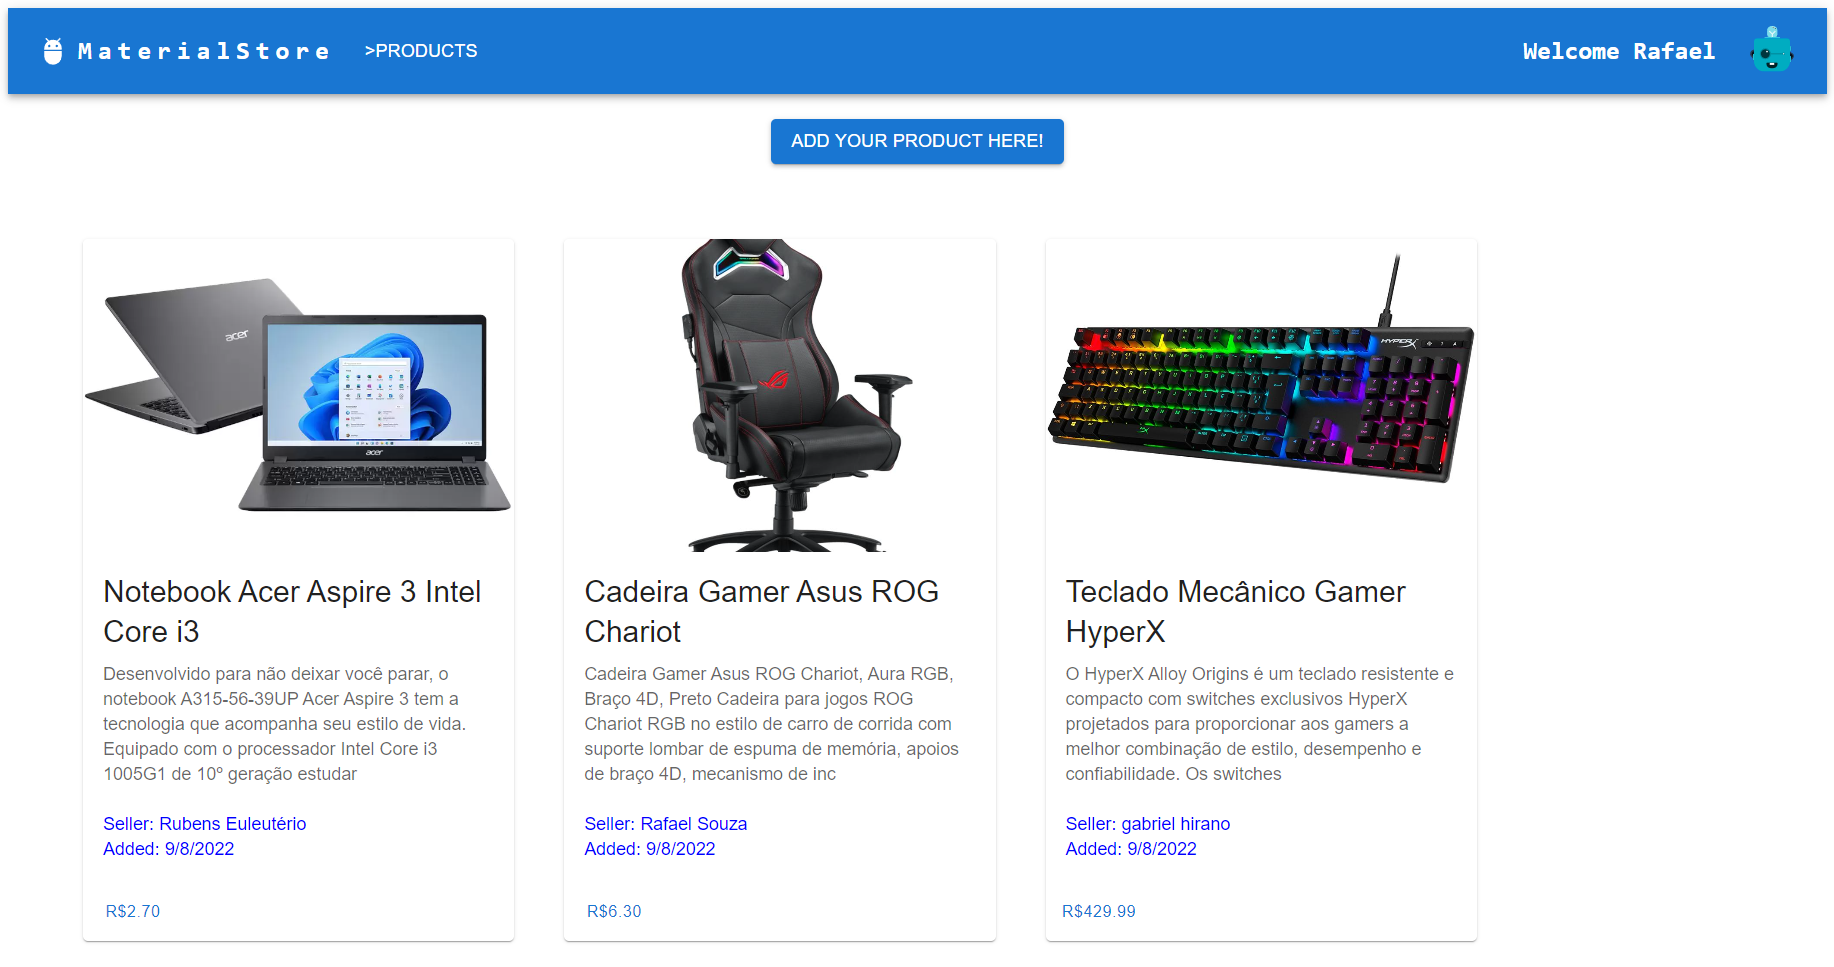 MaterialStore
>PRODUCTS
Welcome Rafael
ADD YOUR PRODUCT HERE!
acer
acer
HYPERX
Notebook Acer Aspire 3 Intel
Core i3
Desenvolvido para não deixar você parar, o
notebook A315-56-39UP Acer Aspire 3 tem a
tecnologia que acompanha seu estilo de vida.
Equipado com o processador Intel Core i3
1005G1 de 10º geração estudar
Seller: Rubens Euleutério
Added: 9/8/2022
R$2.70
Cadeira Gamer Asus ROG
Chariot
Cadeira Gamer Asus ROG Chariot, Aura RGB,
Braço 4D, Preto Cadeira para jogos ROG
Chariot RGB no estilo de carro de corrida com
suporte lombar de espuma de memória, apoios
de braço 4D, mecanismo de inc
Seller: Rafael Souza
Added: 9/8/2022
R$6.30
Teclado Mecânico Gamer
HyperX
O HyperX Alloy Origins é um teclado resistente e
compacto com switches exclusivos HyperX
projetados para proporcionar aos gamers a
melhor combinação de estilo, desempenho e
confiabilidade. Os switches
Seller: gabriel hirano
Added: 9/8/2022
R$429.99